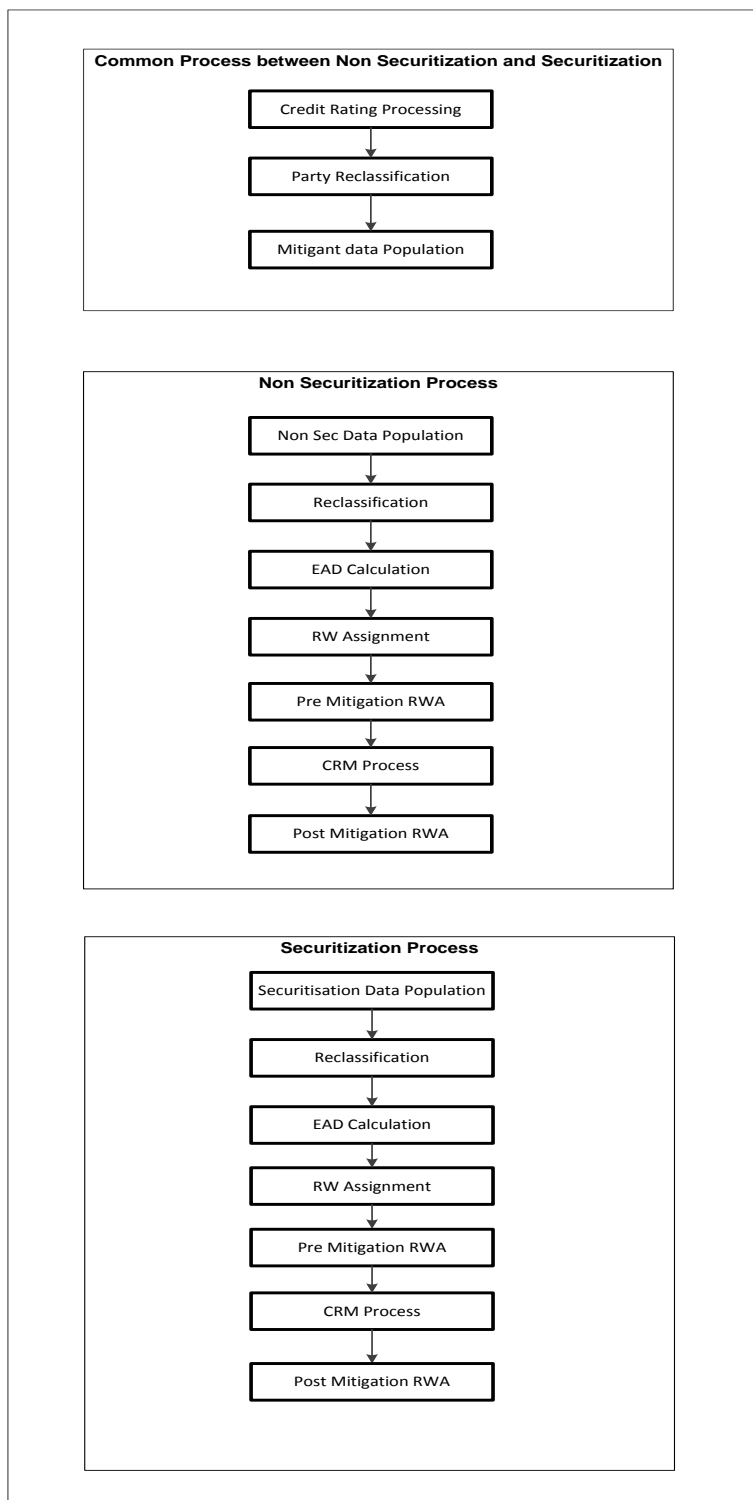 Common Process between Non Securitization and Securitization
Credit Rating Processing
Party Reclassification
Mitigant data Population
Non Securitization Process
Non Sec Data Population
Reclassification
EAD Calculation
RW Assignment
Pre Mitigation RWA
CRM Process
Post Mitigation RWA
Securitization Process
Securitisation Data Population
Reclassification
EAD Calculation
RW Assignment
Pre Mitigation RWA
CRM Process
Post Mitigation RWA